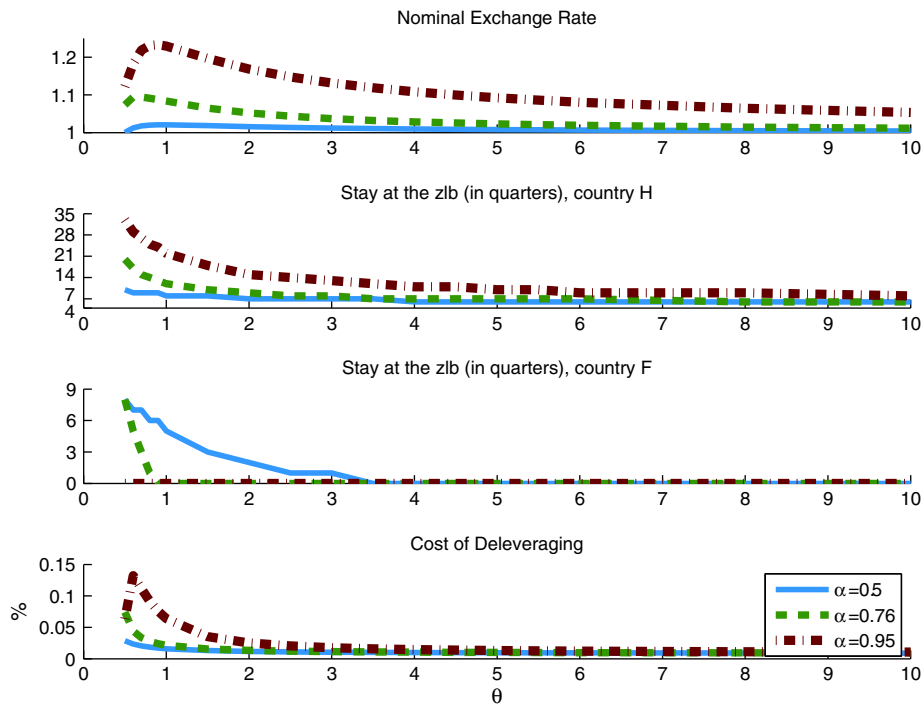 Nominal Exchange Rate
1.2
1.1
1
0 1 2 3 4 5 6 7 8 9 10
Stay at the zlb (in quarters), country H
35
28
21
14
7
4
0 1 2 3 4 5 6 7 8 9 10
Stay at the zlb (in quarters), country F
9
6
3
0
0 1 2 3 4 5 6 7 8 9 10
Cost of Deleveraging
%
0.15
0.1
0.05
0
α=0.5
α=0.76
α=0.95
0 1 2 3 4 5 6 7 8 9 10
θ